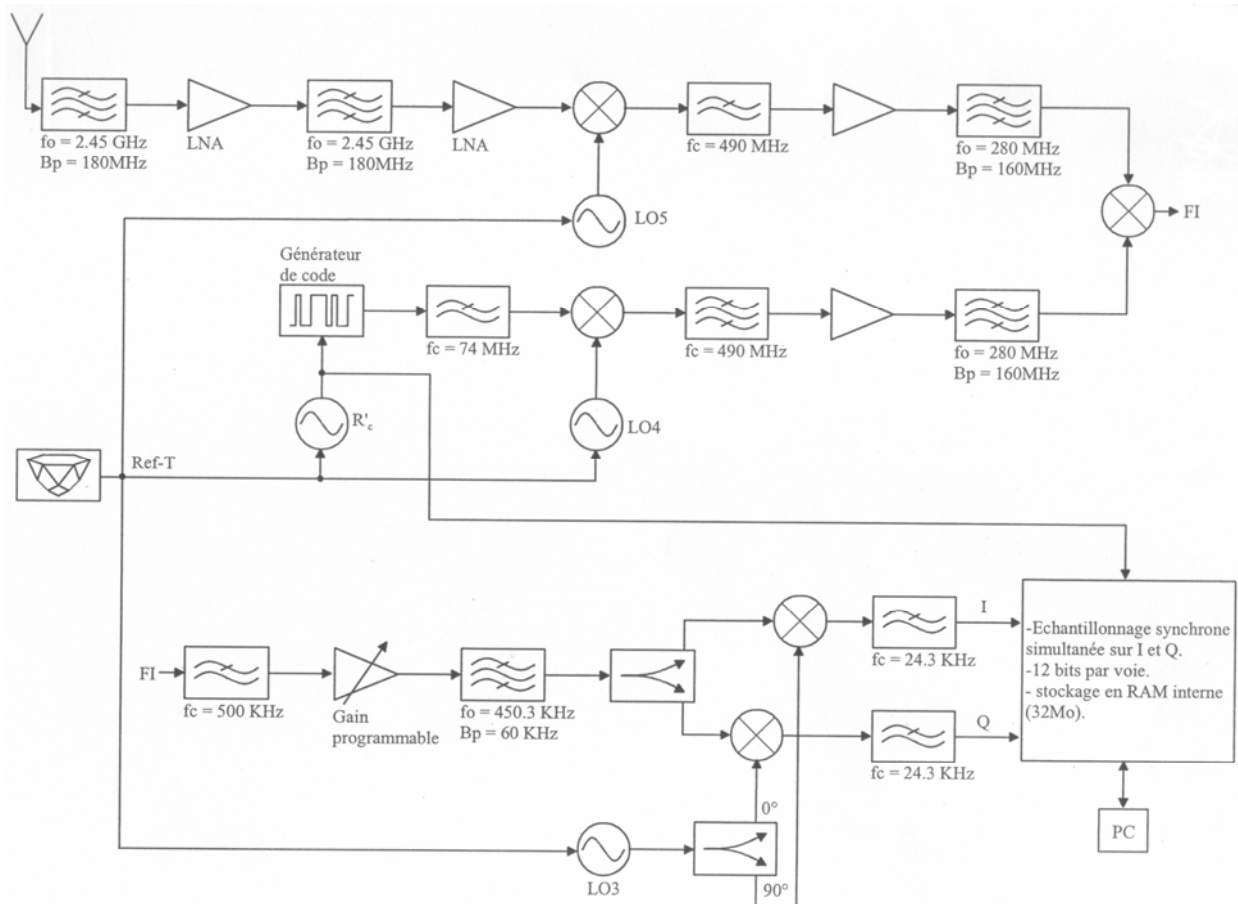 fo = 2.45 GHz
Bp = 180MHz
LNA
fo = 2.45 GHz
Bp = 180MHz
LNA
fc = 490 MHz
fo = 280 MHz
Bp = 160MHz
LO5
FI
Générateur
de code
fc = 74 MHz
fc = 490 MHz
fo = 280 MHz
Bp = 160MHz
R'c
LO4
Ref-T
FI
fc = 500 KHz
Gain
programmable
fo = 450.3 KHz
Bp = 60 KHz
fc = 24.3 KHz
I
fc = 24.3 KHz
Q
-Echantillonnage synchrone
simultanée sur I et Q.
-12 bits par voie.
- stockage en RAM interne
(32Mo).
0°
90°
LO3
PC